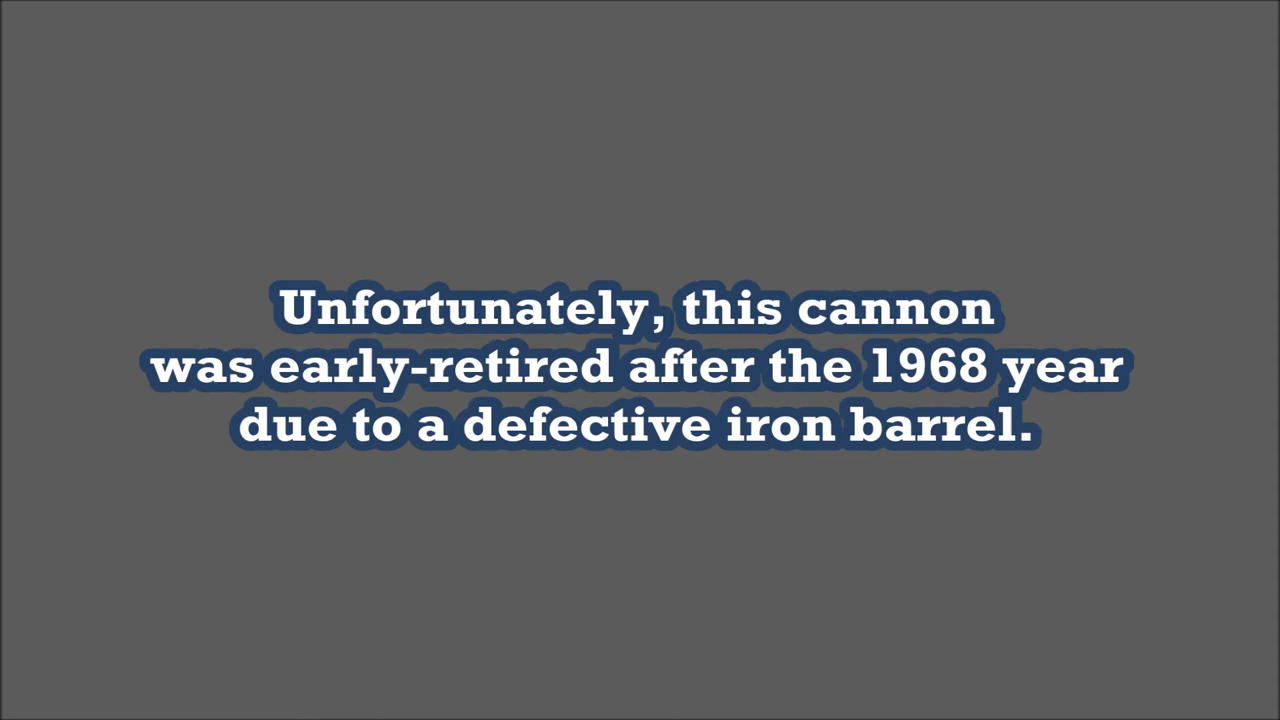 Unfortunately, this cannon
was early-retired after the 1968 year
due to a defective iron barrel.